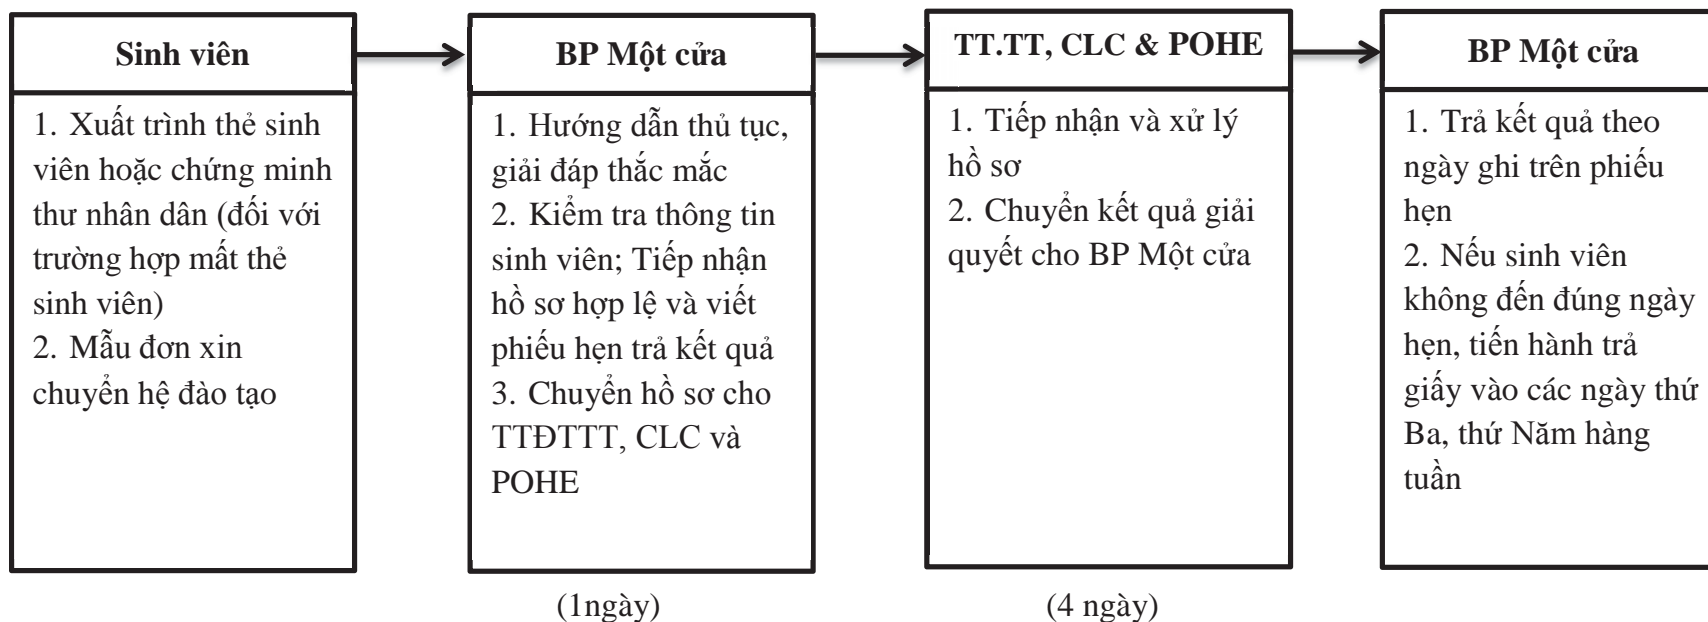 Sinh viên
1. Xuất trình thẻ sinh
viên hoặc chứng minh
thư nhân dân (đối với
trường hợp mất thẻ
sinh viên)
2. Mẫu đơn xin
chuyển hệ đào tạo
BP Một cửa
1. Hướng dẫn thủ tục,
giải đáp thắc mắc
2. Kiểm tra thông tin
sinh viên; Tiếp nhận
hồ sơ hợp lệ và viết
phiếu hẹn trả kết quả
3. Chuyển hồ sơ cho
TTĐTTT, CLC và
POHE
(1ngày)
TT.TT, CLC & POHE
1. Tiếp nhận và xử lý
hồ sơ
2. Chuyển kết quả giải
quyết cho BP Một cửa
(4 ngày)
BP Một cửa
1. Trả kết quả theo
ngày ghi trên phiếu
hẹn
2. Nếu sinh viên
không đến đúng ngày
hẹn, tiến hành trả
giấy vào các ngày thứ
Ba, thứ Năm hàng
tuần